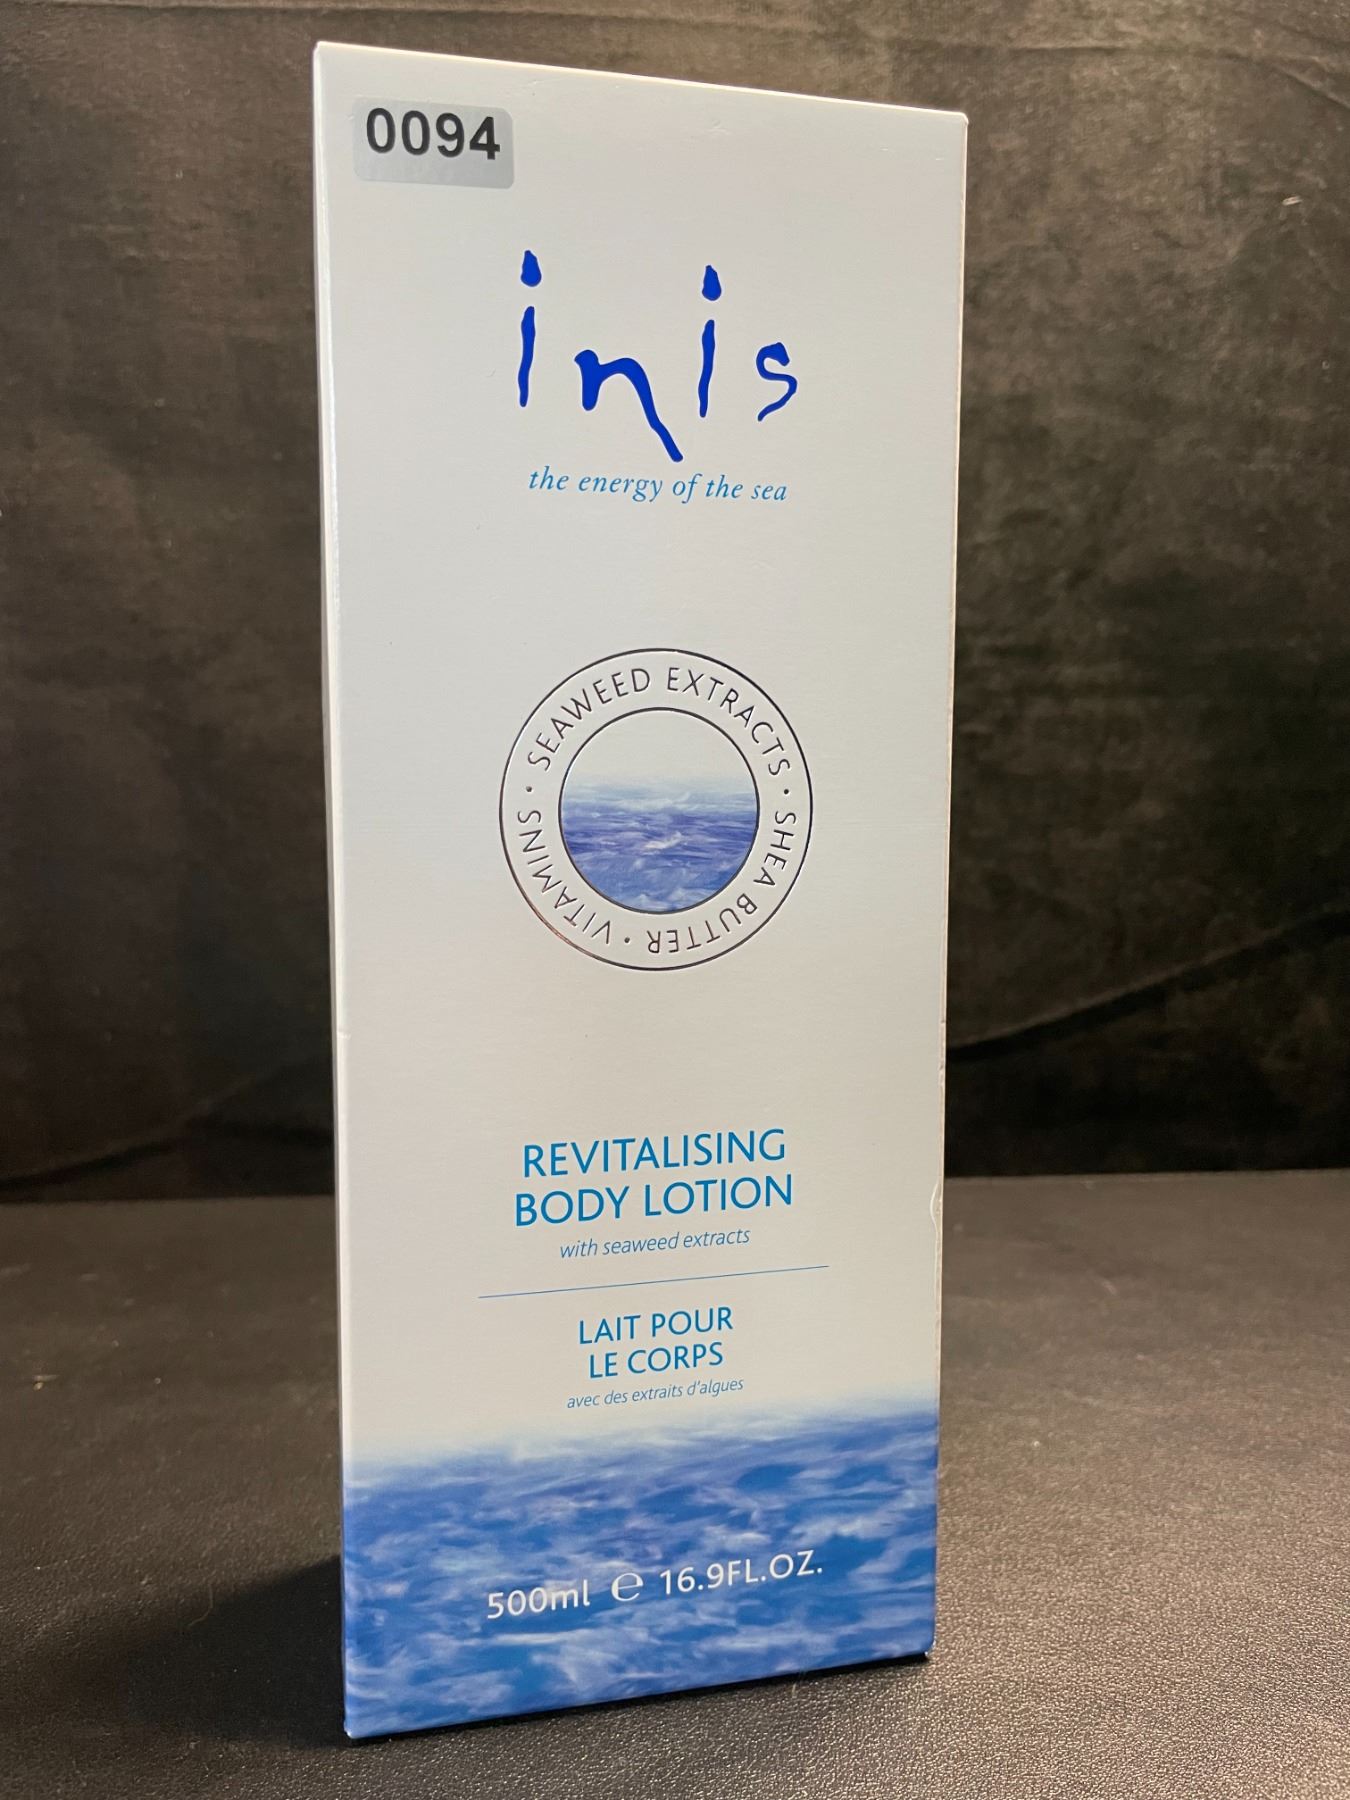 0094
inis
the energy of the sea
SEAWEED EXTRACTS · SHEA BUTTER · VITAMINS ·
REVITALISING
BODY LOTION
with seaweed extracts
LAIT POUR
LE CORPS
avec des extraits d'algues
500ml ℮ 16.9FL.OZ.